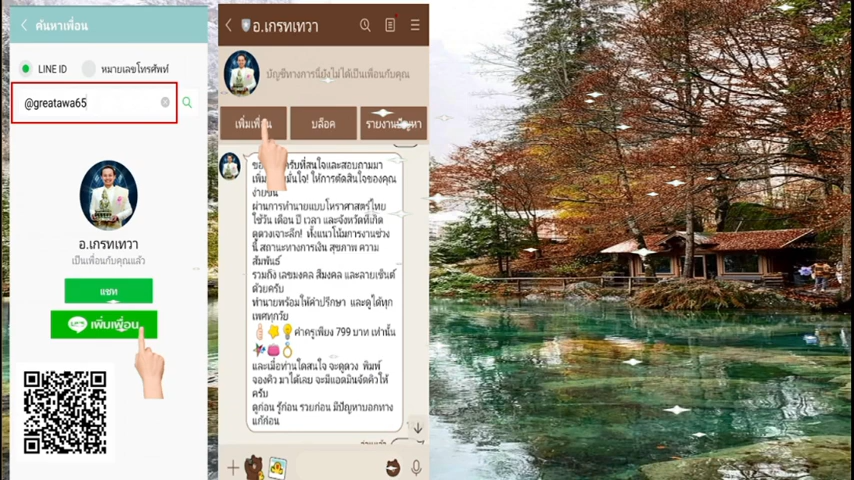 ค้นหาเพื่อน
LINE ID
หมายเลขโทรศัพท์
@greatawa65
อ.เกรทเทวา
เป็นเพื่อนกับคุณแล้ว
แชท
LINE เพิ่มเพื่อน
อ.เกรทเทวา
บัญชีทางการนี้ยังไม่ได้เป็นเพื่อนกับคุณ
เพิ่มเพื่อน
บล็อค
รายงานปัญหา
ที่สนใจและสอบถามมา
มั่นใจ! ให้การตัดสินใจของคุณ
ง่ายขึ้น
ผ่านการทำนายแบบโหราศาสตร์ไทย
ใช้วัน เดือน ปี เวลา และจังหวัดที่เกิด
ดูดวงเจาะลึก! ทั้งแนวโน้มการงานช่วง
นี้ สถานะทางการเงิน สุขภาพ ความ
สัมพันธ์
รวมถึง เลขมงคล สีมงคล และลายเซ็นต์
ด้วยครับ
ทำนายพร้อมให้คำปรึกษา และดูได้ทุก
เพศทุกวัย
ค่าครูเพียง 799 บาท เท่านั้น
และเมื่อท่านใดสนใจ จะดูดวง พิมพ์
จองคิว มาได้เลย จะมีแอดมินจัดคิวให้
ครับ
ดูก่อน รู้ก่อน รวยก่อน มีปัญหาบอกทาง
แก้ก่อน